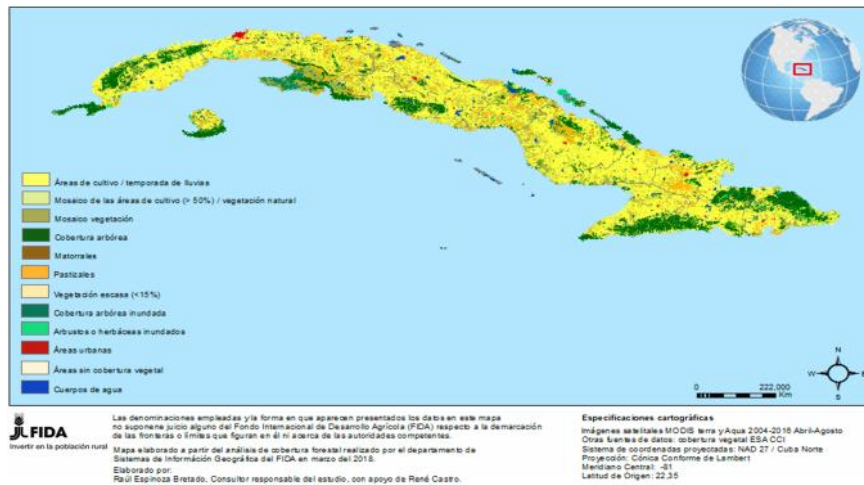 Áreas de cultivo / temporada de lluvias
Mosaico de las áreas de cultivo (> 50%) / vegetación natural
Mosaico vegetación
Cobertura arbórea
Matorrales
Pastizales
Vegetación escasa (<15%)
Cobertura arbórea inundada
Arbustos o herbáceas inundados
Áreas urbanas
Áreas sin cobertura vegetal
Cuerpos de agua
N
W
E
S
0
222.000
Km
FIDA
Invertir en la población rural
Las denominaciones empleadas y la forma en que aparecen presentados los datos en este mapa
no suponene juicio alguno del Fondo Internacional de Desarrollo Agrícola (FIDA) respecto a la demarcación
de las fronteras o límites que figuran en él ni acerca de las autoridades competentes.
Mapa elaborado a partir del análisis de cobertura forestal realizado por el departamento de
Sistemas de Información Geográfica del FIDA en marzo del 2018.
Elaborado por:
Raúl Espinoza Bretado, Consultor responsable del estudio, con apoyo de René Castro.
Especificaciones cartográficas
Imágenes satelitales MODIS terra y Aqua 2004-2016 Abril-Agosto
Otras fuentes de datos: cobertura vegetal ESA CCI
Sistema de coordenadas proyectadas: NAD 27 / Cuba Norte
Proyección: Cónica Conforme de Lambert
Meridiano Central: -81
Latitud de Origen: 22,35